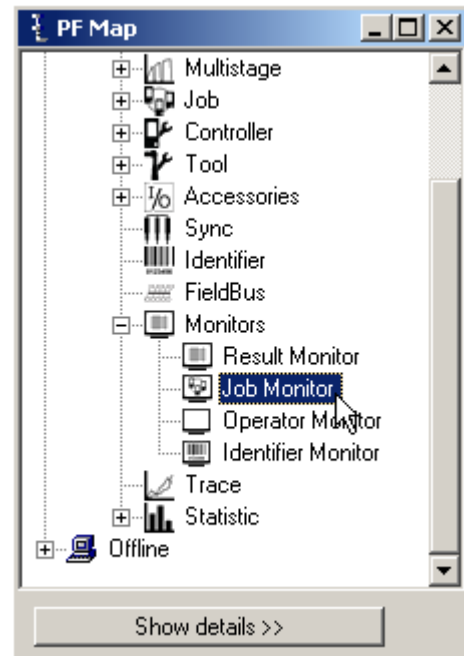 PF Map
Multistage
Job
Controller
Tool
I/o Accessories
Sync
Identifier
FieldBus
Monitors
Result Monitor
Job Monitor
Operator Monitor
Identifier Monitor
Trace
Statistic
Offline
Show details >>